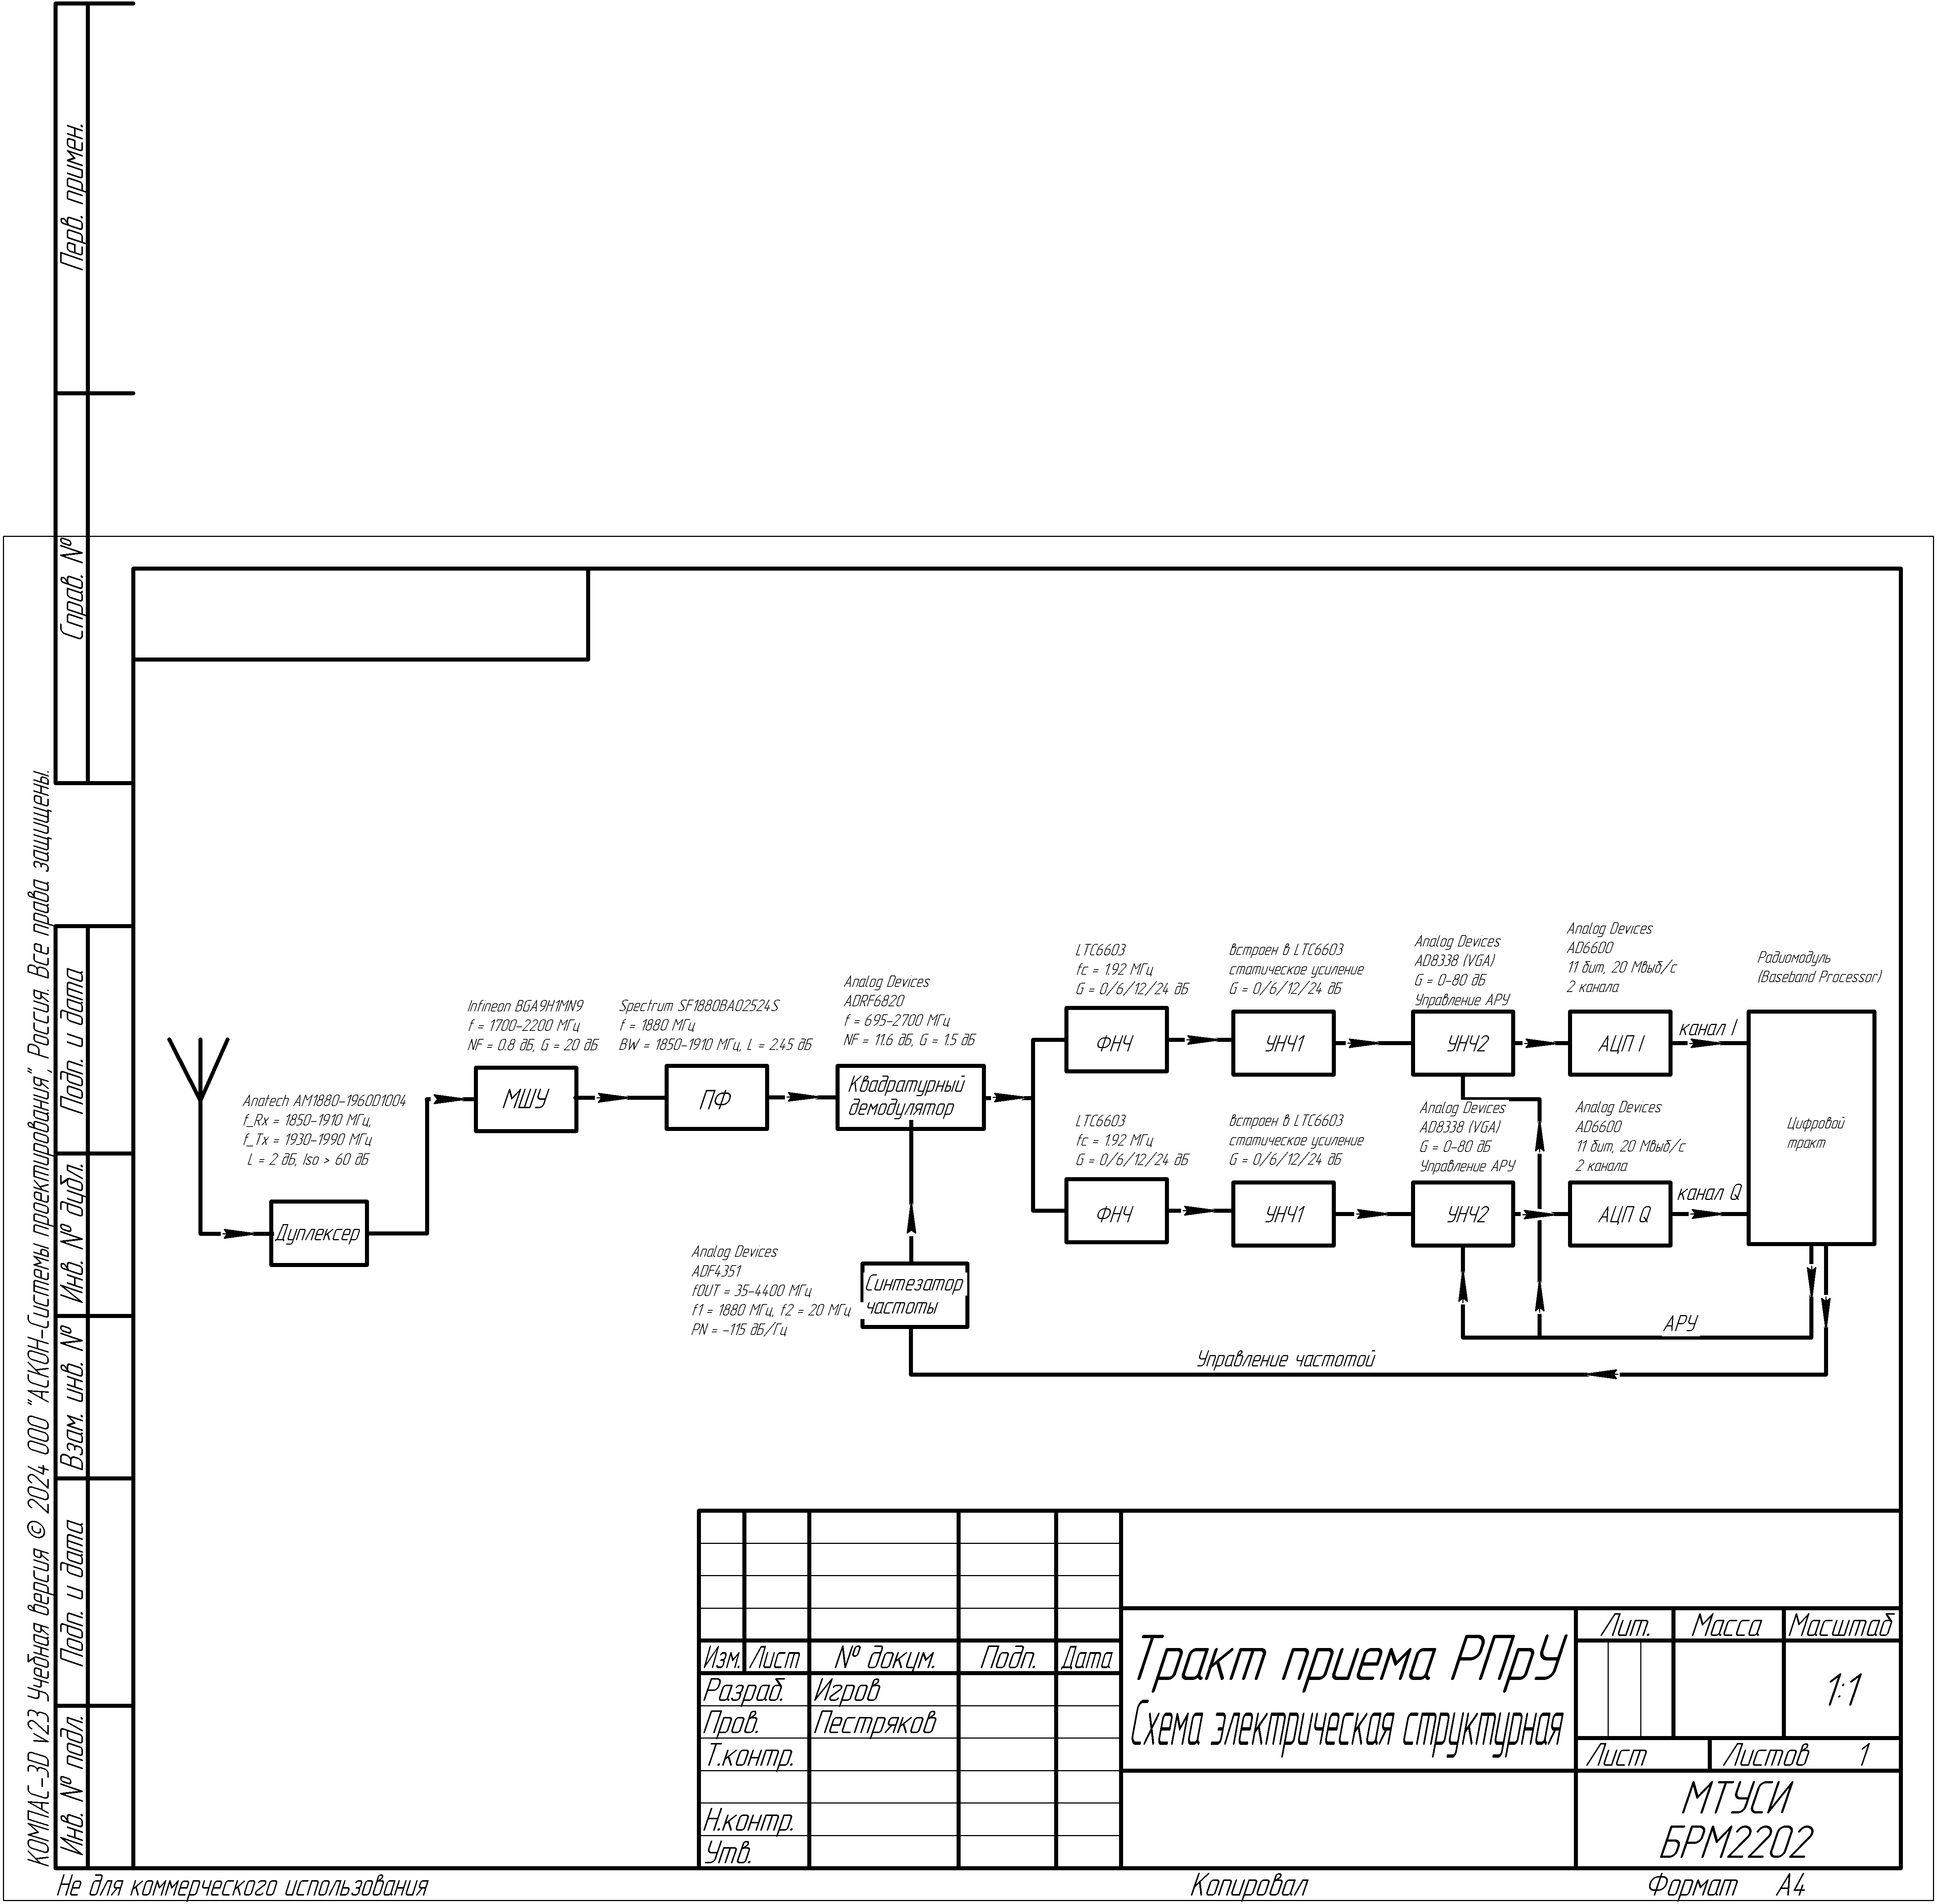 Перв. примен.
Справ. №
Подп. и дата
Инв. № дубл.
Взам. инв. №
Подп. и дата
Инв. № подл.
КОМПАС-3D v23 Учебная версия © 2024 ООО "АСКОН-Системы проектирования", Россия. Все права защищены.
Anatech AM1880-1960D1004
f_Rx = 1850-1910 МГц,
f_Tx = 1930-1990 МГц
L = 2 дБ, Iso > 60 дБ
Дуплексер
Infineon BGA9H1MN9
f = 1700-2200 МГц
NF = 0.8 дБ, G = 20 дБ
МШУ
Spectrum SF1880BA02524S
f = 1880 МГц
BW = 1850-1910 МГц, L = 2.45 дБ
ПФ
Analog Devices
ADRF6820
f = 695-2700 МГц
NF = 11.6 дБ, G = 1.5 дБ
Квадратурный
демодулятор
Analog Devices
ADF4351
fOUT = 35-4400 МГц
f1 = 1880 МГц, f2 = 20 МГц
PN = -115 дБ/Гц
Синтезатор
частоты
LTC6603
fc = 1.92 МГц
G = 0/6/12/24 дБ
ФНЧ
встроен в LTC6603
статическое усиление
G = 0/6/12/24 дБ
УНЧ1
Analog Devices
AD8338 (VGA)
G = 0-80 дБ
Управление АРУ
УНЧ2
Analog Devices
AD6600
11 бит, 20 Мвыб/с
2 канала
АЦП I
канал I
Радиомодуль
(Baseband Processor)
LTC6603
fc = 1.92 МГц
G = 0/6/12/24 дБ
ФНЧ
встроен в LTC6603
статическое усиление
G = 0/6/12/24 дБ
УНЧ1
Analog Devices
AD8338 (VGA)
G = 0-80 дБ
Управление АРУ
УНЧ2
Analog Devices
AD6600
11 бит, 20 Мвыб/с
2 канала
АЦП Q
канал Q
Цифровой
тракт
АРУ
Управление частотой
Изм. Лист № докум. Подп. Дата
Разраб. Игров
Пров. Пестряков
Т.контр.
Н.контр.
Утв.
Тракт приема РПрУ
Схема электрическая структурная
Лит. Масса Масштаб
1:1
Лист Листов 1
МТУСИ
БРМ2202
Не для коммерческого использования
Копировал
Формат А4